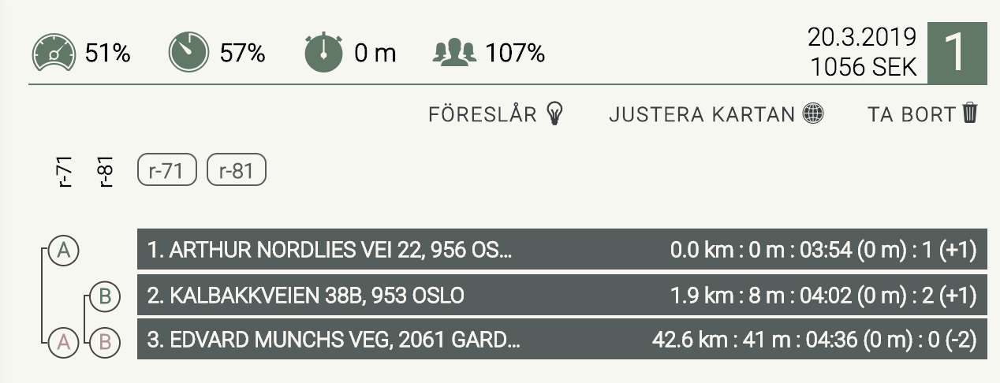 51% 57% 0 m 107% 20.3.2019 1
1056 SEK
FÖRESLÅR JUSTERA KARTAN TA BORT
r-71 r-81 r-71 r-81
A 1. ARTHUR NORDLIES VEI 22, 956 OS... 0.0 km : 0 m : 03:54 (0 m) : 1 (+1)
B 2. KALBAKKVEIEN 38B, 953 OSLO 1.9 km : 8 m : 04:02 (0 m) : 2 (+1)
A B 3. EDVARD MUNCHS VEG, 2061 GARD... 42.6 km : 41 m : 04:36 (0 m) : 0 (-2)